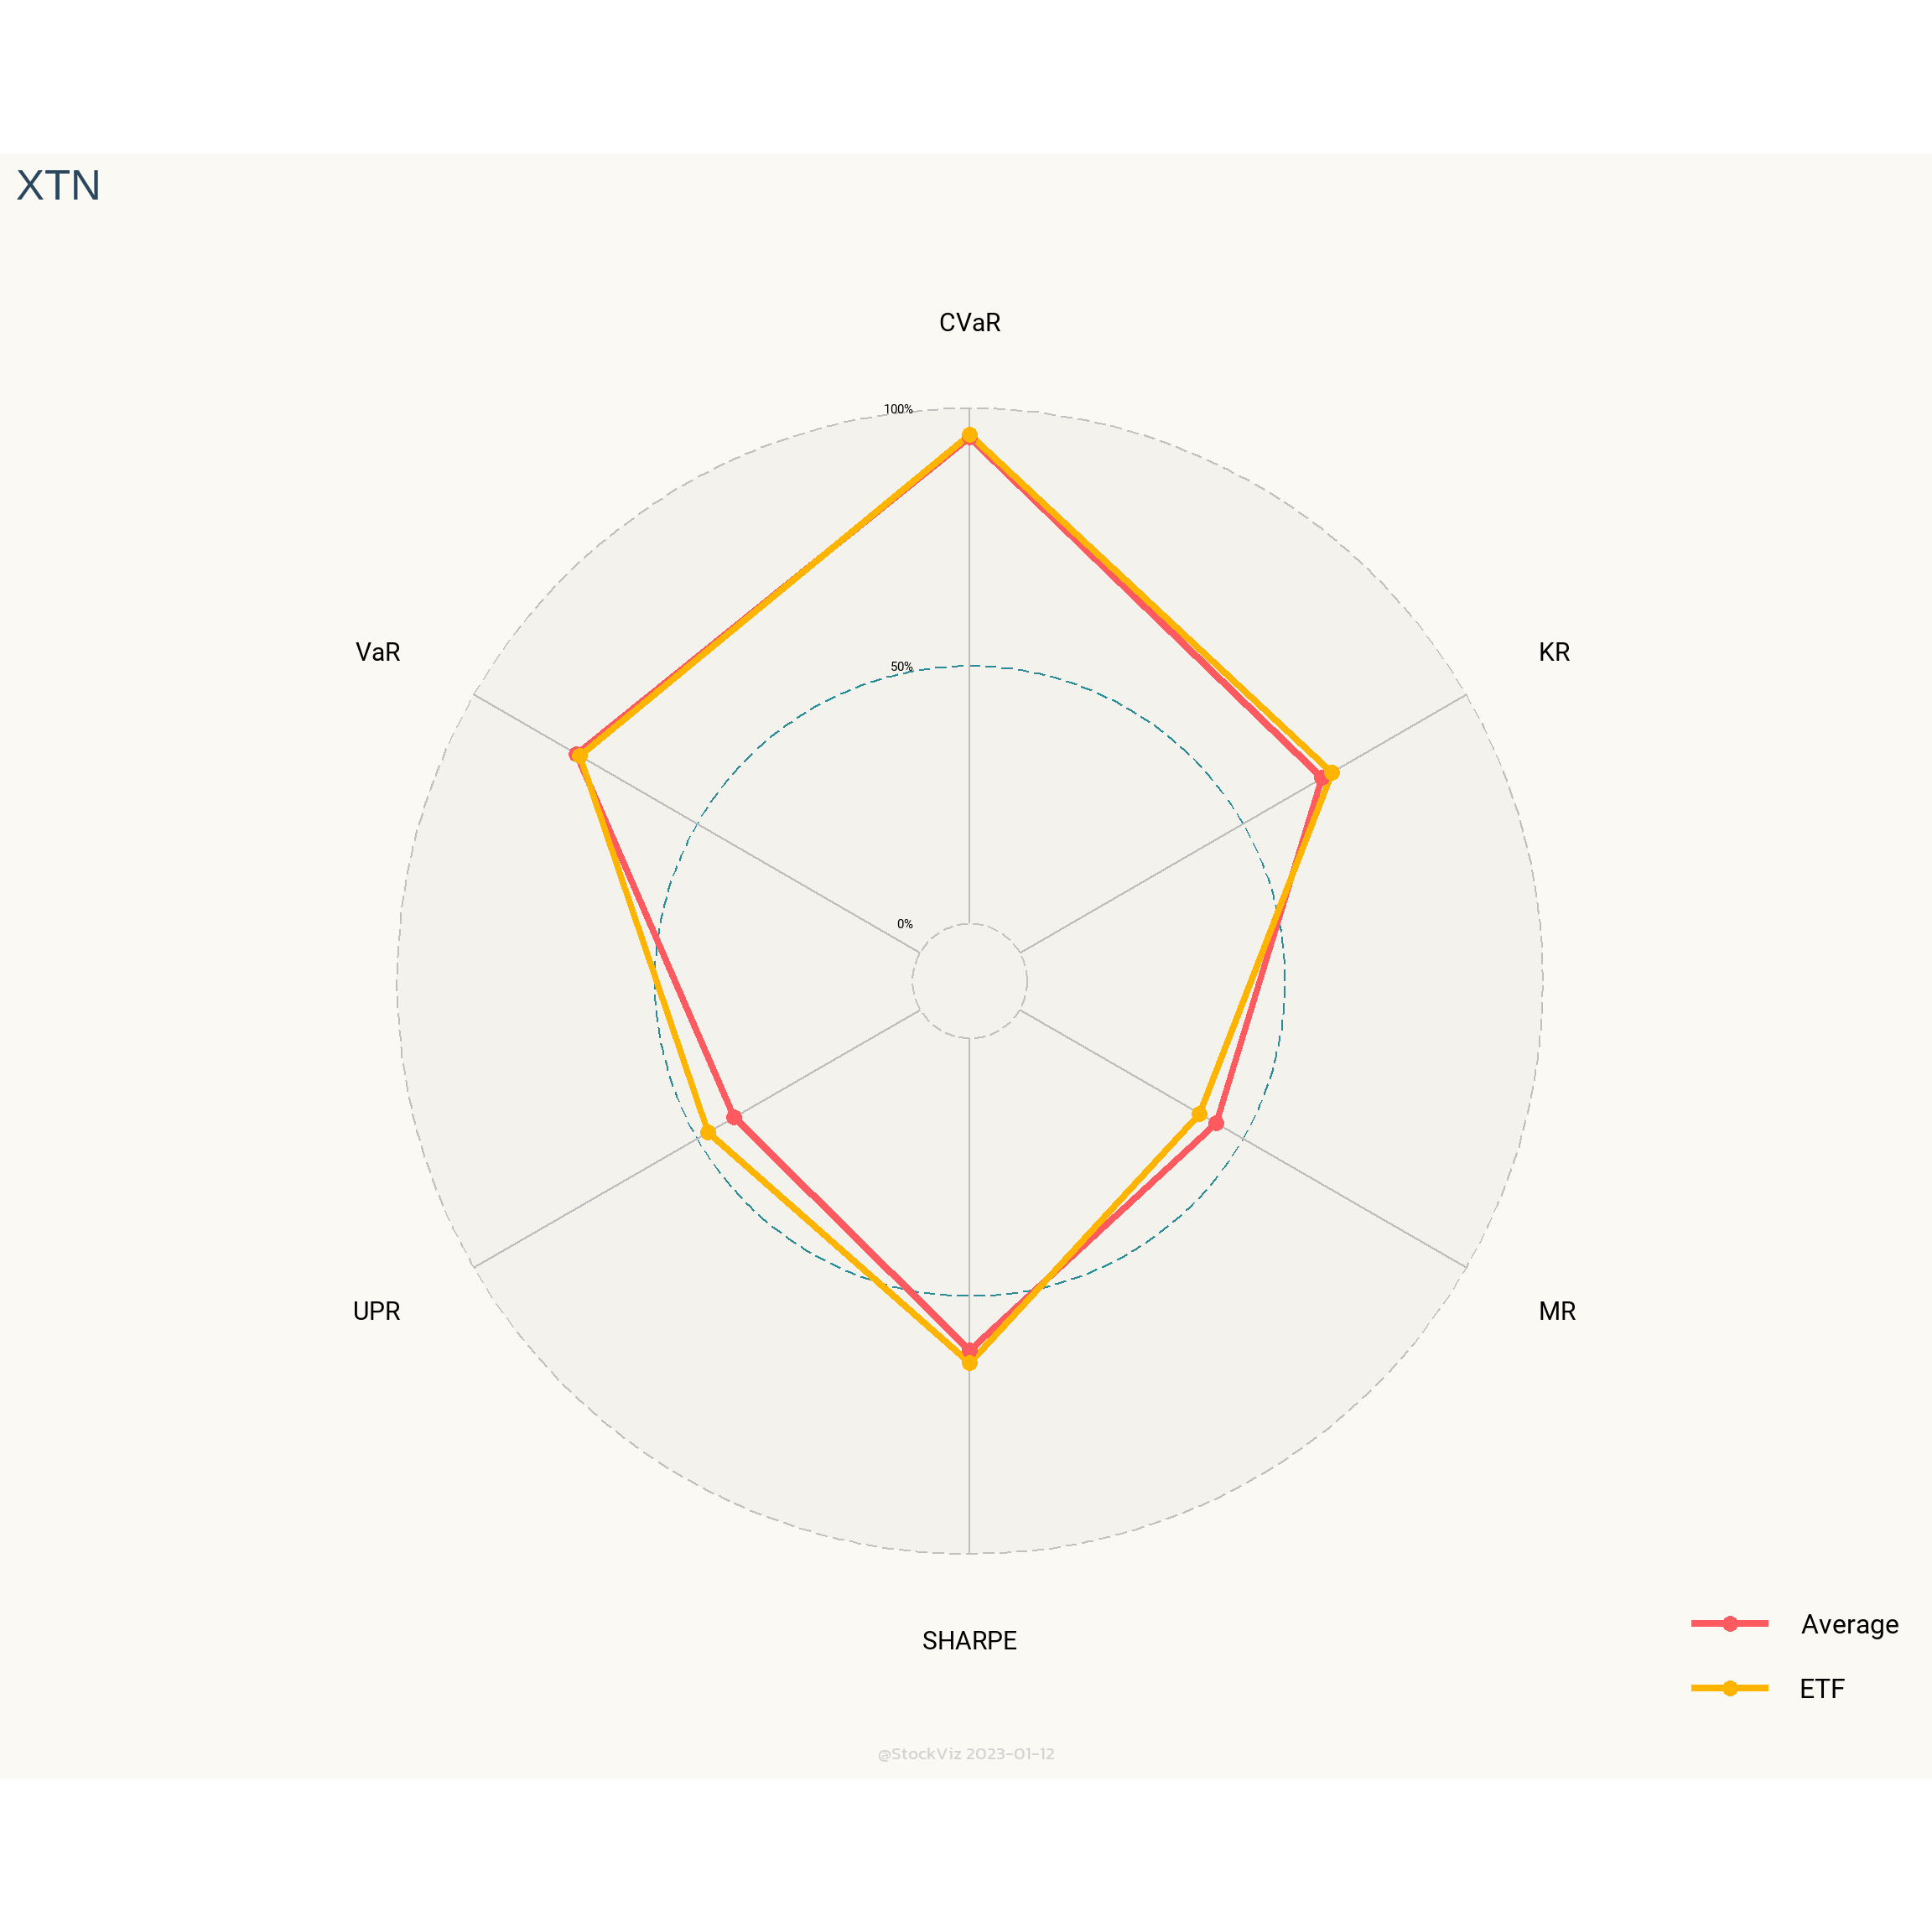 XTN
CVaR
100%
VaR
KR
50%
0%
UPR
MR
SHARPE
Average
ETF
@StockViz 2023-01-12